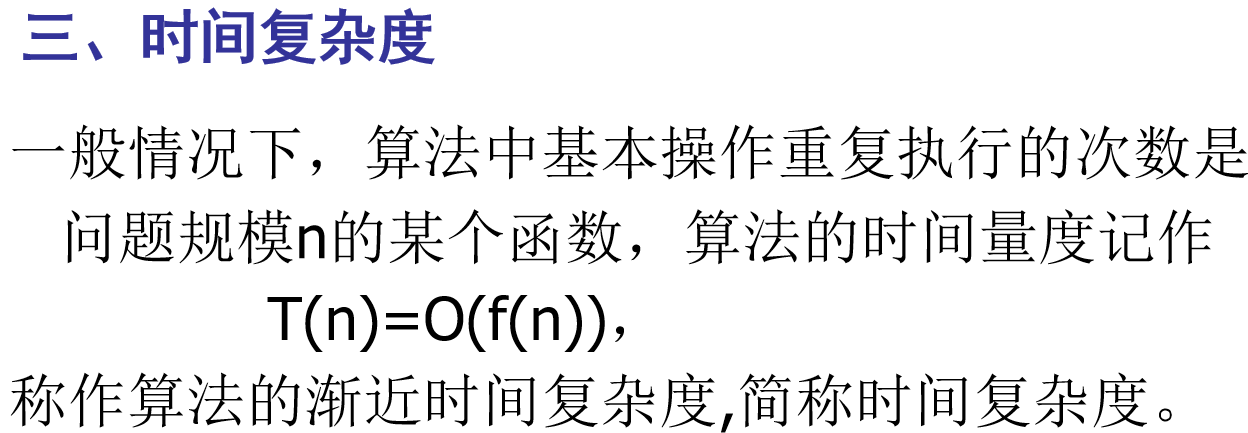 三、时间复杂度
一般情况下，算法中基本操作重复执行的次数是
问题规模n的某个函数，算法的时间量度记作
T(n)=O(f(n))，
称作算法的渐近时间复杂度,简称时间复杂度。